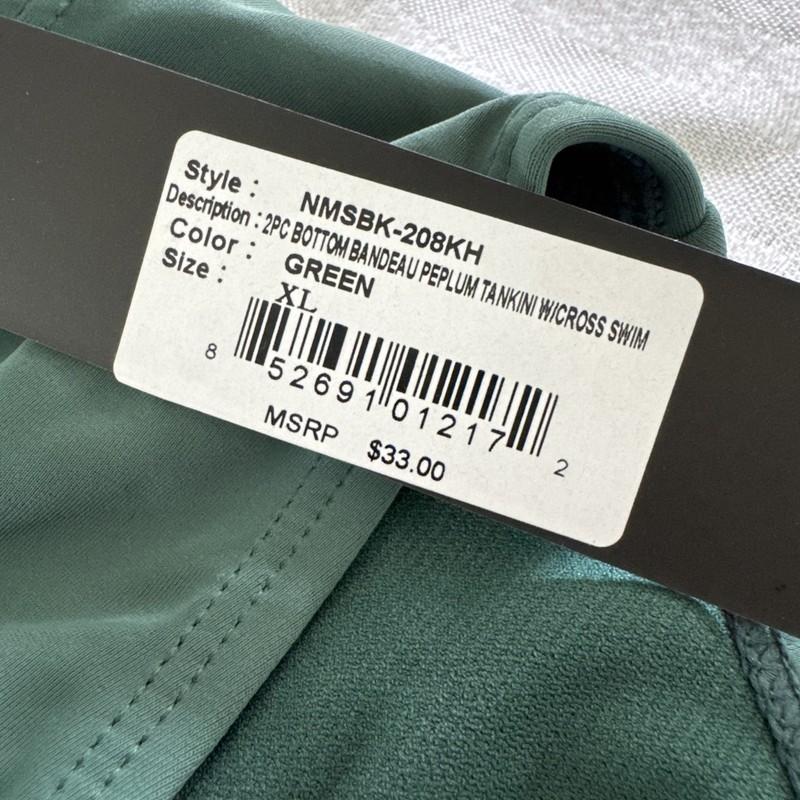 Style : NMSBK-208KH
Description : 2PC BOTTOM BANDEAU PEPLUM TANKINI W/CROSS SWIM
Color : GREEN
Size : XL
8 52691 01217 2
MSRP $33.00